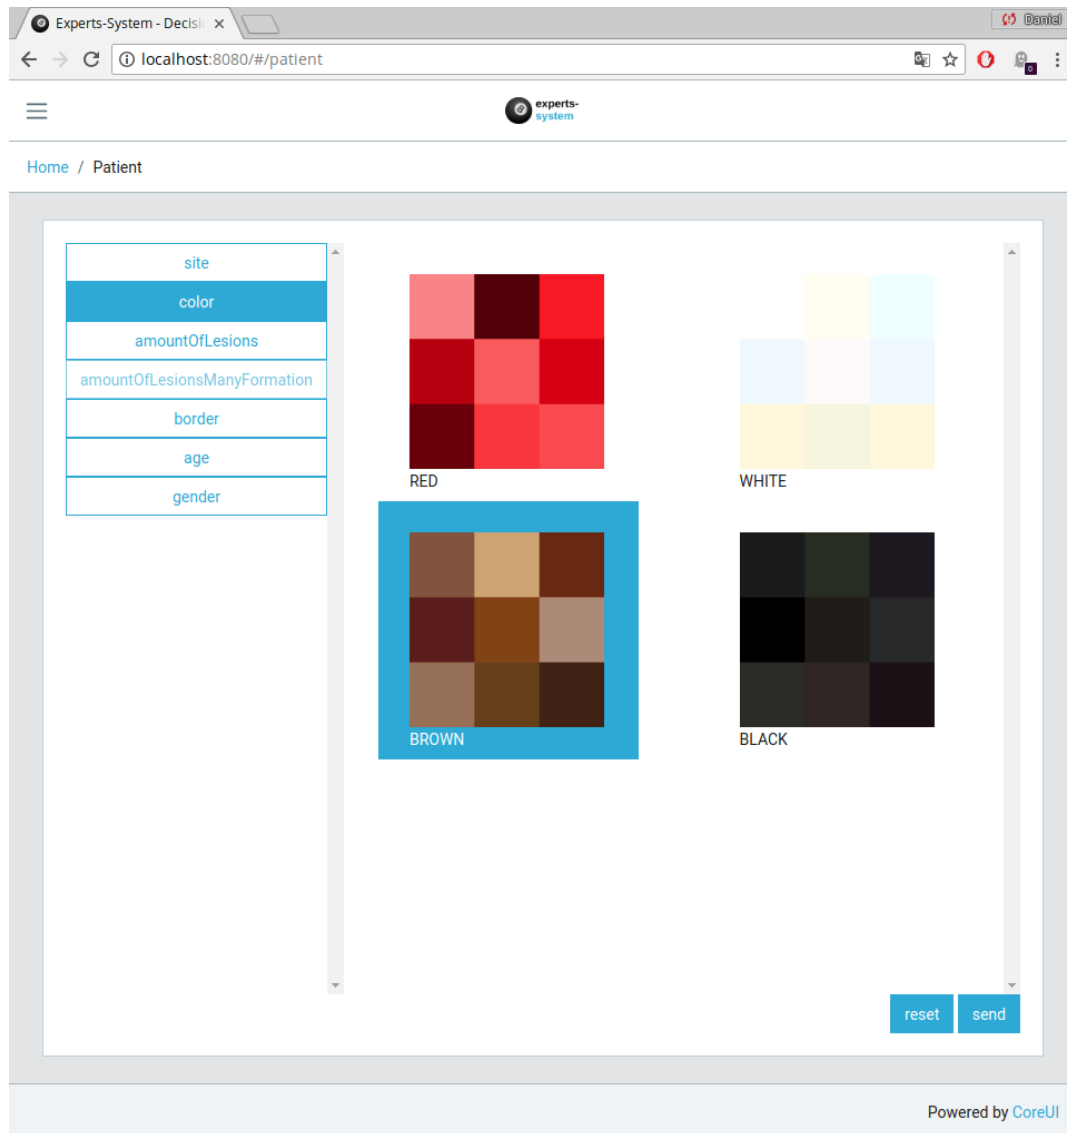 Experts-System - Decisi
Daniel
localhost:8080/#/patient
0
experts-
system
Home / Patient
site
color
amountOfLesions
amountOfLesionsManyFormation
border
age
gender
RED
WHITE
BROWN
BLACK
reset
send
Powered by CoreUI